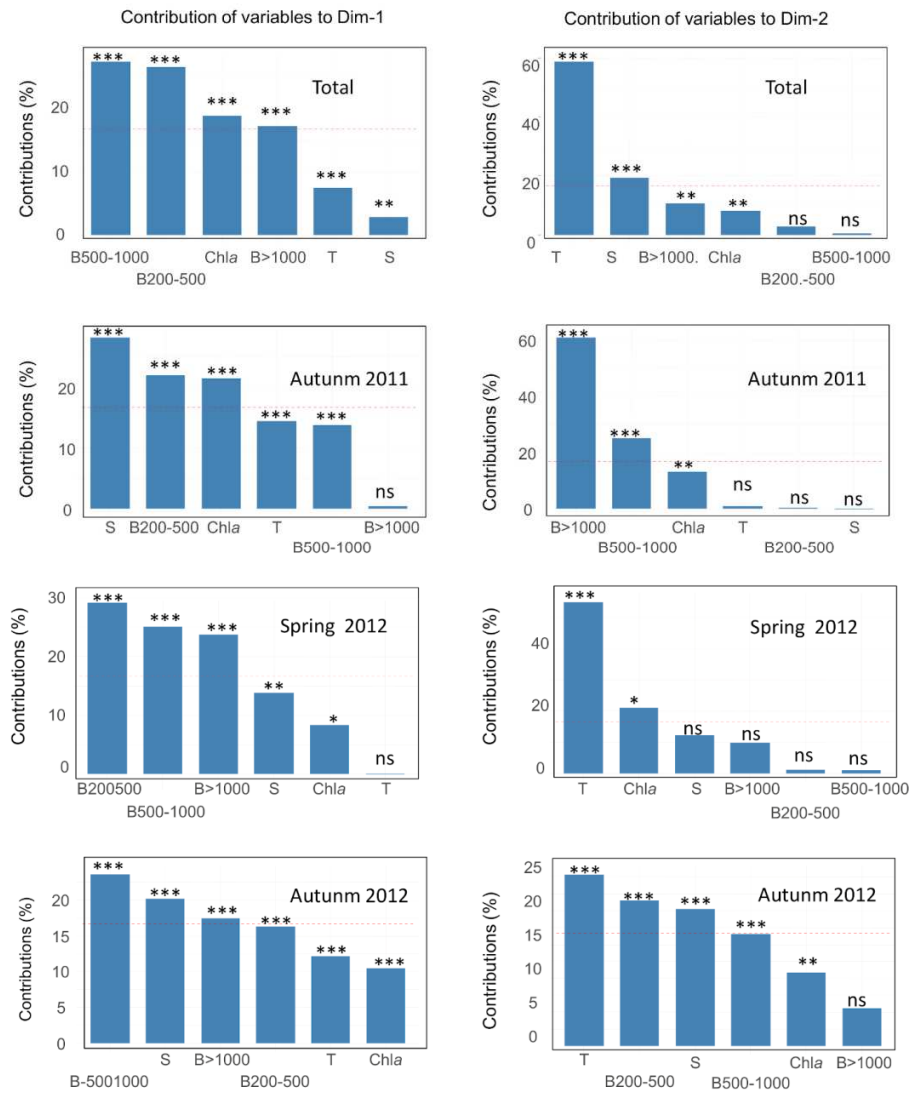 Contribution of variables to Dim-1
Contribution of variables to Dim-2
Contributions (%)
20
10
0
*** *** *** *** *** **
Total
B500-1000 Chla B>1000 T S
B200-500
Contributions (%)
60
.40
20
0
*** *** ** ** ns ns
Total
T S B>1000. Chla B500-1000
B200.-500
Contributions (%)
20
10
0
*** *** *** *** *** ns
Autunm 2011
S B200-500 Chla T B>1000
B500-1000
Contributions (%)
60
40
20
0
*** *** ** ns ns ns
Autunm 2011
B>1000 Chla T S
B500-1000 B200-500
Contributions (%)
30
20
10
0
*** *** *** ** * ns
Spring 2012
B200500 B>1000 S Chla T
B500-1000
Contributions (%)
40
20
0
*** * ns ns ns ns
Spring 2012
T Chla S B>1000 B500-1000
B200-500
Contributions (%)
20
15
10
5
0
*** *** *** *** *** ***
Autunm 2012
S B>1000 T Chla
B-5001000 B200-500
Contributions (%)
25
20
15
10
5
0
*** *** *** *** ** ns
Autunm 2012
T S Chla B>1000
B200-500 B500-1000